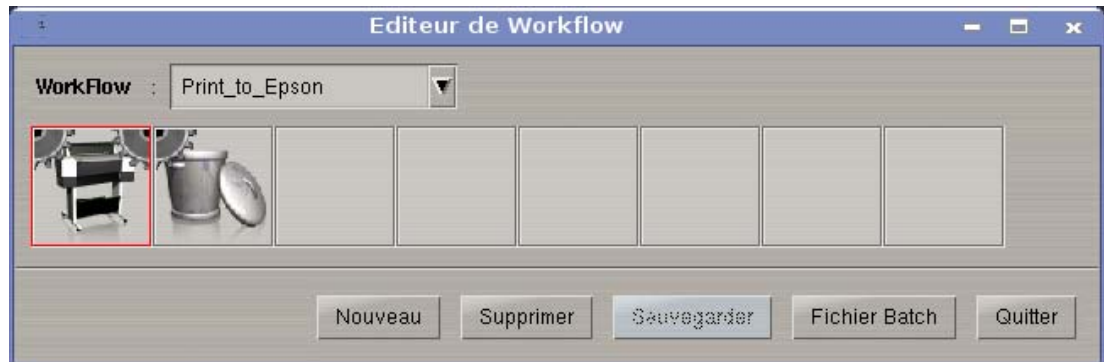 Editeur de Workflow
WorkFlow : Print_to_Epson
Nouveau Supprimer Sauvegarder Fichier Batch Quitter